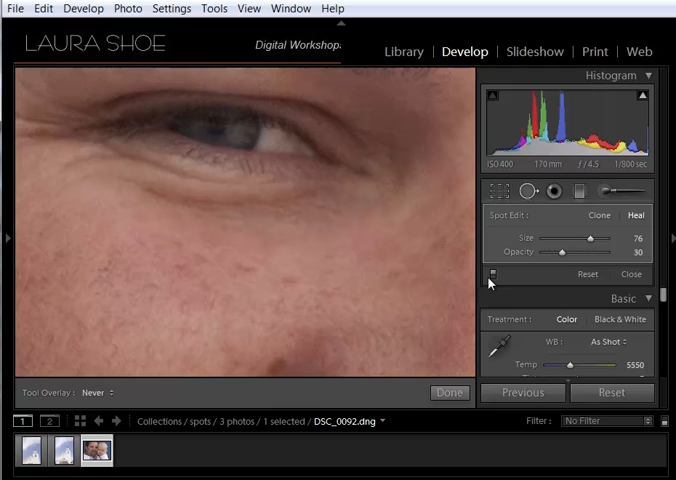 File Edit Develop Photo Settings Tools View Window Help
LAURA SHOE Digital Workshop Library | Develop | Slideshow | Print | Web
Histogram
ISO 400 170 mm f / 4.5 1/800 sec
Spot Edit : Clone Heal
Size 76
Opacity 30
Reset Close
Basic
Treatment : Color Black & White
WB : As Shot
Temp 5550
Tool Overlay : Never Done Previous Reset
1 2 Collections / spots / 3 photos / 1 selected / DSC_0092.dng Filter : No Filter